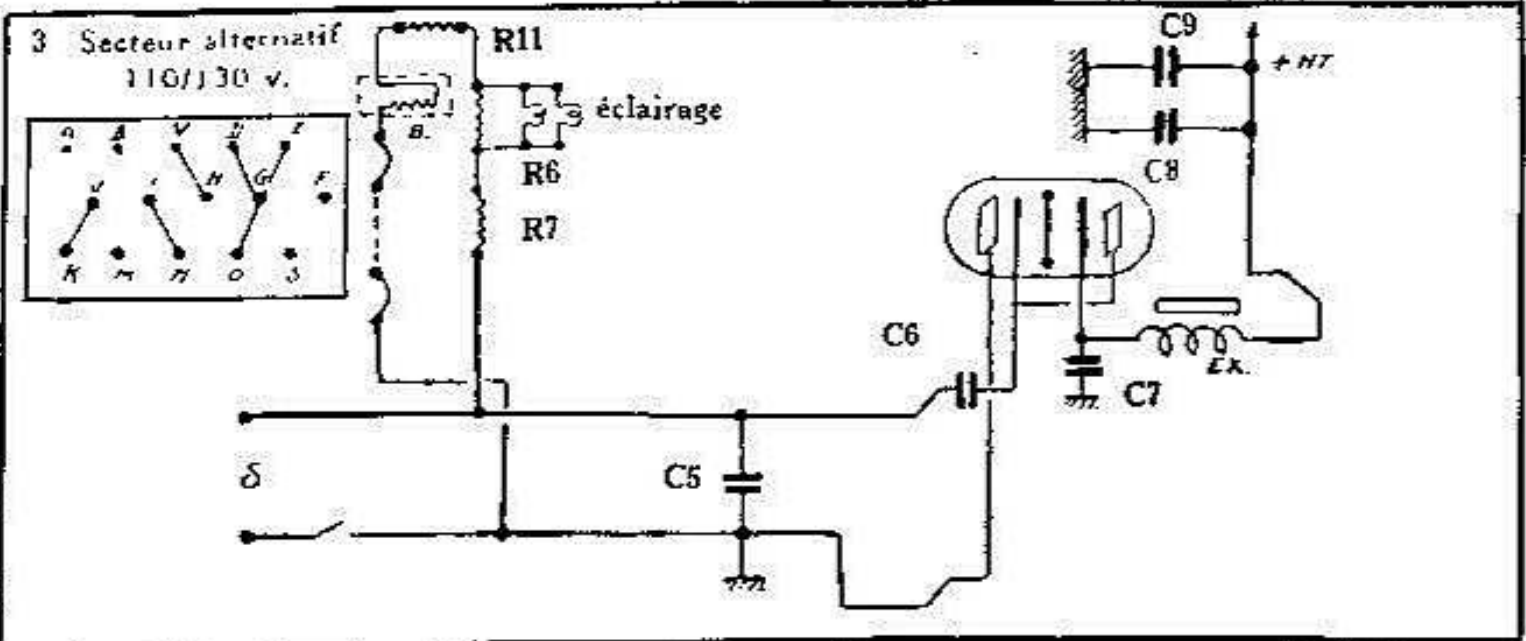 3 Secteur alternatif
110/130 v.
R11
B.
éclairage
R6
R7
V
H G F
K M N O S
δ
C5
C6
C7
EX.
C9
+ HT
C8